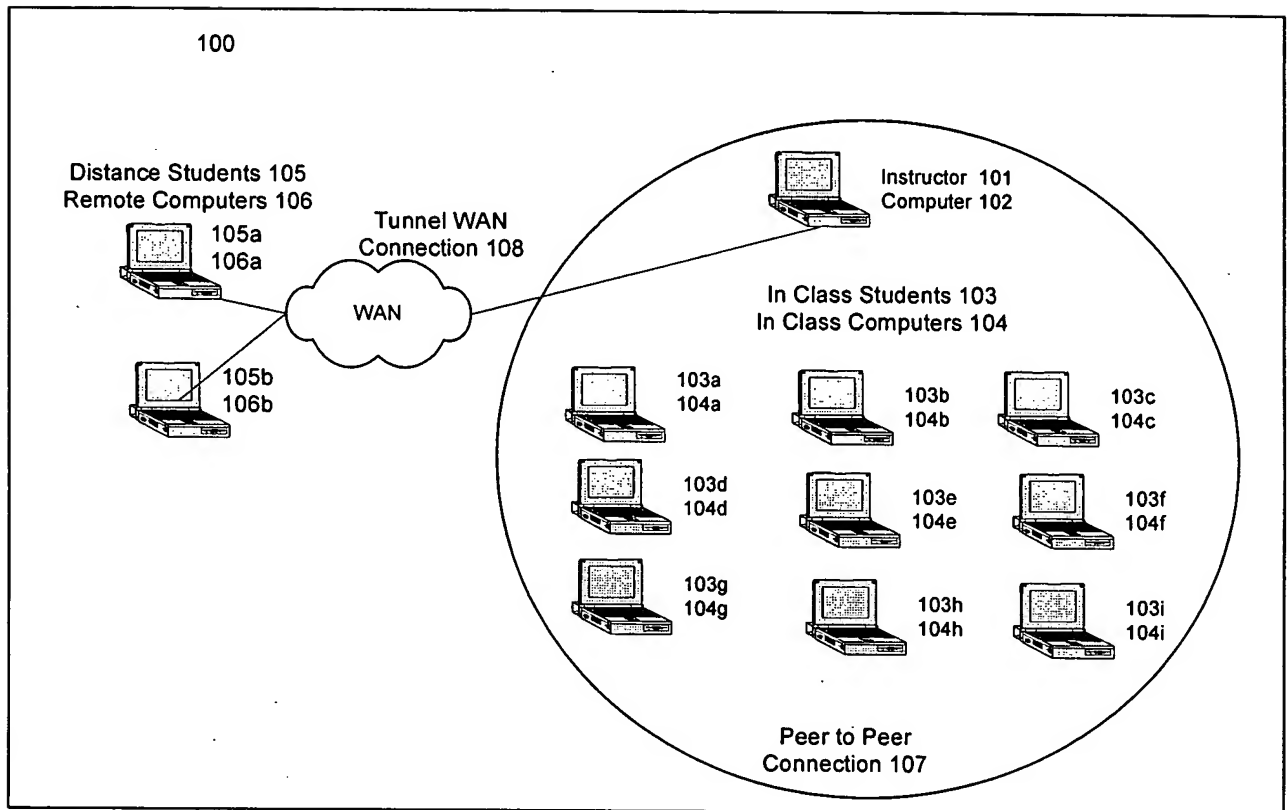 100
Distance Students 105
Remote Computers 106
105a
106a
105b
106b
Tunnel WAN
Connection 108
WAN
Instructor 101
Computer 102
In Class Students 103
In Class Computers 104
103a
104a
103b
104b
103c
104c
103d
104d
103e
104e
103f
104f
103g
104g
103h
104h
103i
104i
Peer to Peer
Connection 107